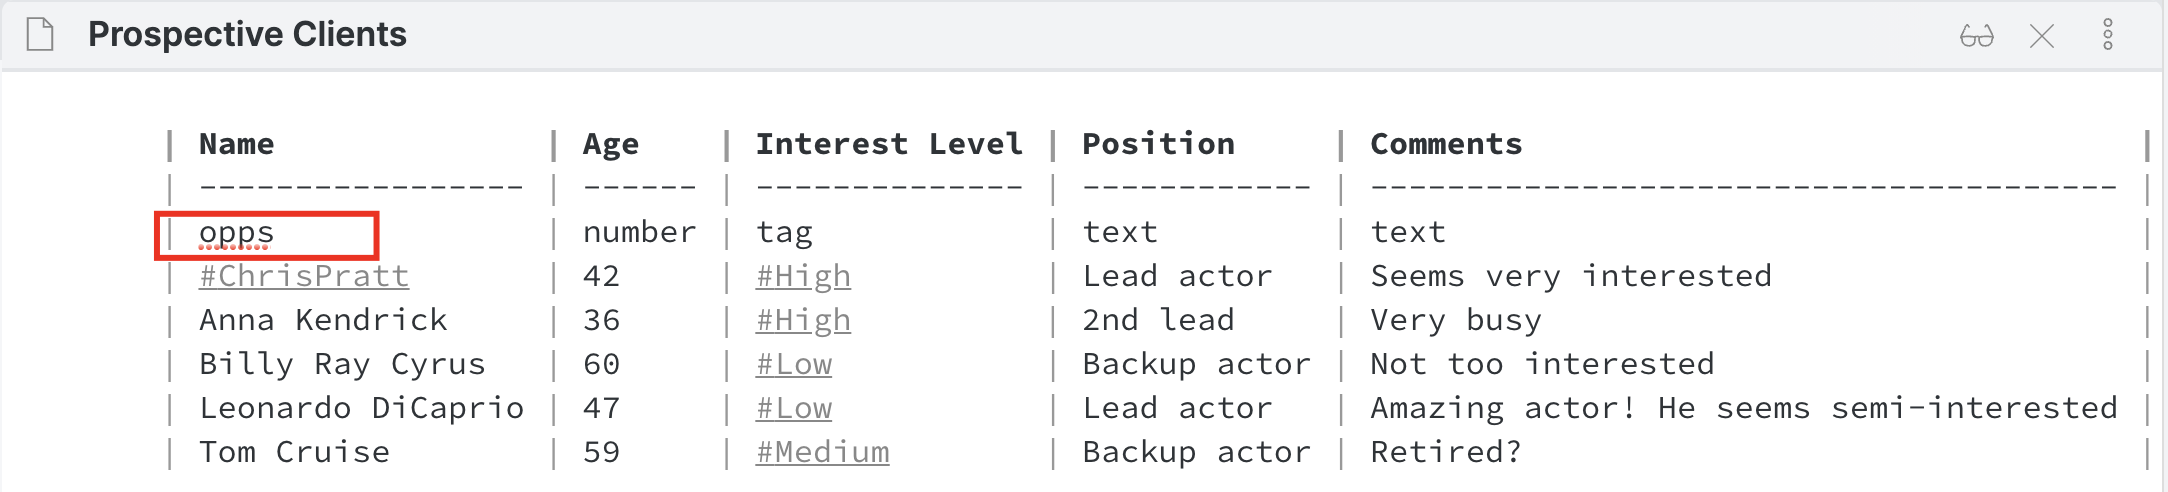 Prospective Clients
| Name | Age | Interest Level | Position | Comments |
| ----------------- | ------ | -------------- | ------------ | --------------------------------------- |
| opps | number | tag | text | text |
| #ChrisPratt | 42 | #High | Lead actor | Seems very interested |
| Anna Kendrick | 36 | #High | 2nd lead | Very busy |
| Billy Ray Cyrus | 60 | #Low | Backup actor | Not too interested |
| Leonardo DiCaprio | 47 | #Low | Lead actor | Amazing actor! He seems semi-interested |
| Tom Cruise | 59 | #Medium | Backup actor | Retired? |